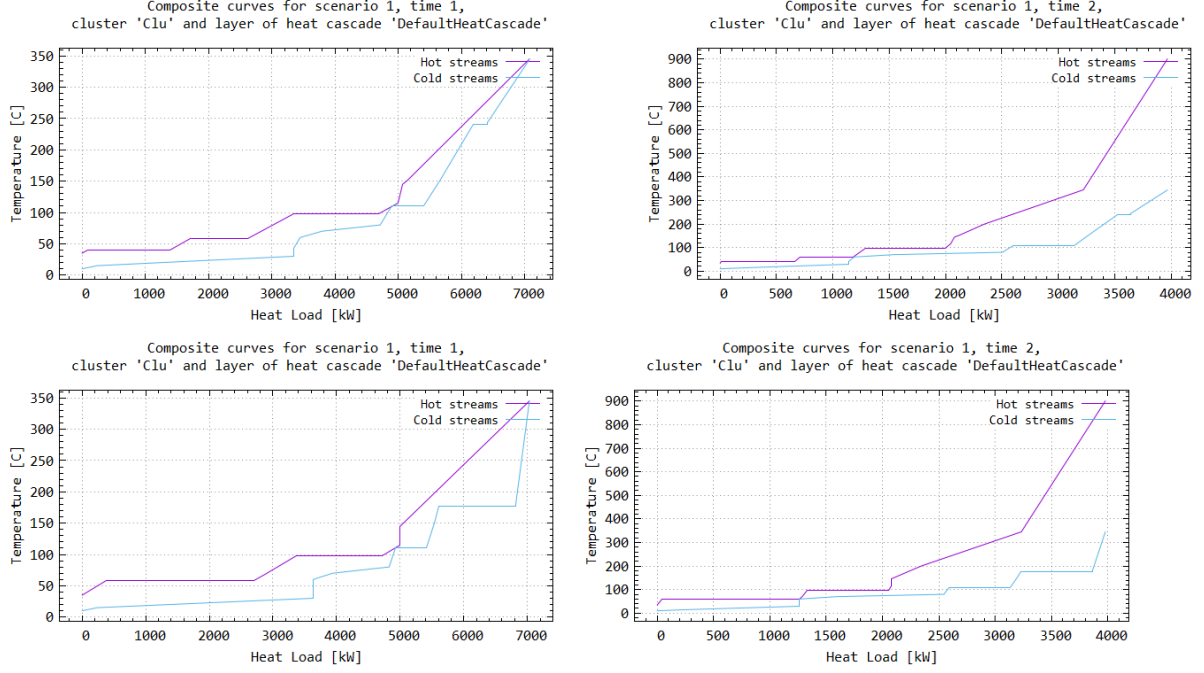 Composite curves for scenario 1, time 1,
cluster 'Clu' and layer of heat cascade 'DefaultHeatCascade'
Hot streams
Cold streams
Temperature [C]
350
300
250
200
150
100
50
0
0 1000 2000 3000 4000 5000 6000 7000
Heat Load [kW]
Composite curves for scenario 1, time 2,
cluster 'Clu' and layer of heat cascade 'DefaultHeatCascade'
Hot streams
Cold streams
Temperature [C]
900
800
700
600
500
400
300
200
100
0
0 500 1000 1500 2000 2500 3000 3500 4000
Heat Load [kW]
Composite curves for scenario 1, time 1,
cluster 'Clu' and layer of heat cascade 'DefaultHeatCascade'
Hot streams
Cold streams
Temperature [C]
350
300
250
200
150
100
50
0
0 1000 2000 3000 4000 5000 6000 7000
Heat Load [kW]
Composite curves for scenario 1, time 2,
cluster 'Clu' and layer of heat cascade 'DefaultHeatCascade'
Hot streams
Cold streams
Temperature [C]
900
800
700
600
500
400
300
200
100
0
0 500 1000 1500 2000 2500 3000 3500 4000
Heat Load [kW]